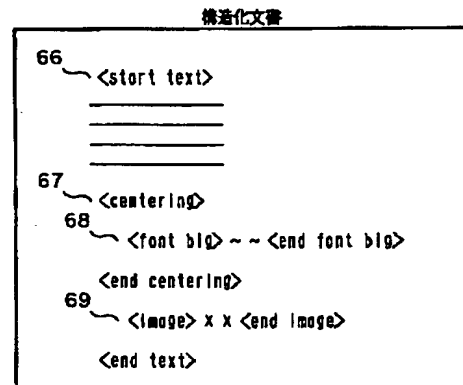 構造化文書
66 <start text>
67 <centering>
68 <font big> ~ ~ <end font big>
<end centering>
69 <image> x x <end image>
<end text>